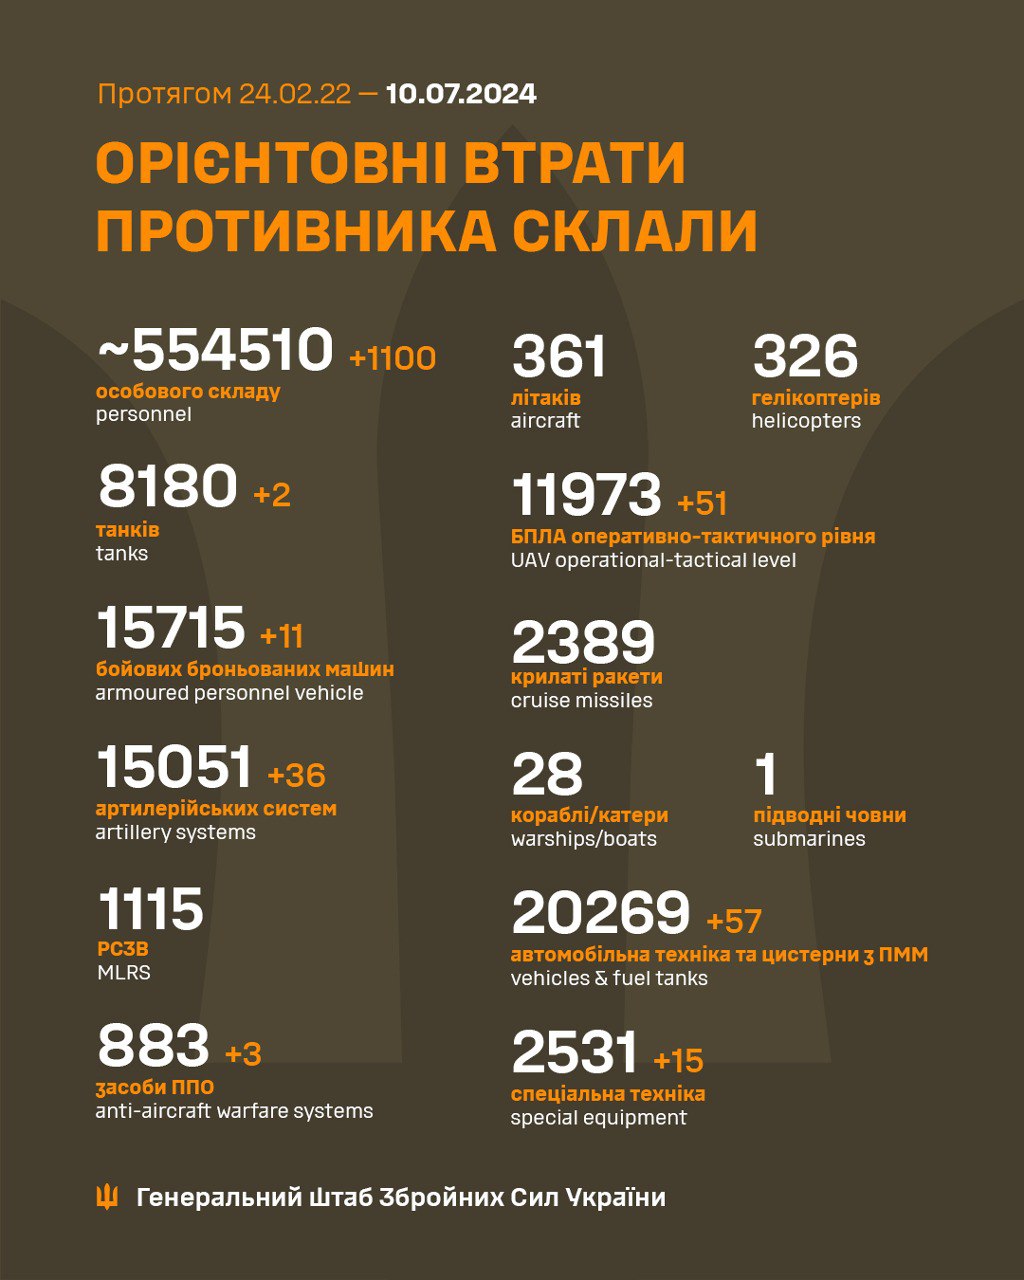 Протягом 24.02.22 — 10.07.2024
ОРІЄНТОВНІ ВТРАТИ
ПРОТИВНИКА СКЛАЛИ
~554510 +1100
особового складу
personnel
8180 +2
танків
tanks
15715 +11
бойових броньованих машин
armoured personnel vehicle
15051 +36
артилерійських систем
artillery systems
1115
РСЗВ
MLRS
883 +3
засоби ППО
anti-aircraft warfare systems
361
літаків
aircraft
326
гелікоптерів
helicopters
11973 +51
БПЛА оперативно-тактичного рівня
UAV operational-tactical level
2389
крилаті ракети
cruise missiles
28
кораблі/катери
warships/boats
1
підводні човни
submarines
20269 +57
автомобільна техніка та цистерни з ПММ
vehicles & fuel tanks
2531 +15
спеціальна техніка
special equipment
Генеральний штаб Збройних Сил України